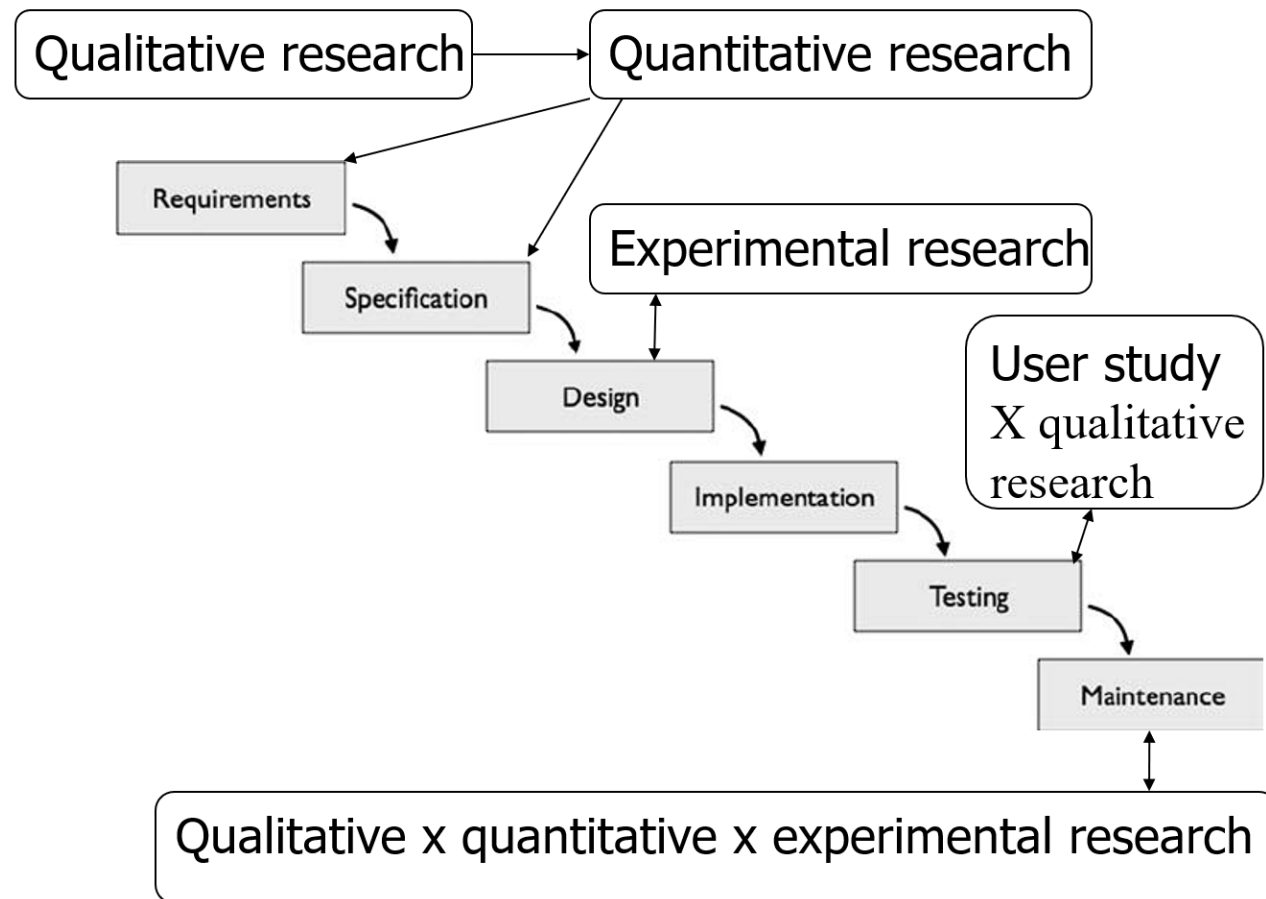 Qualitative research
Quantitative research
Requirements
Experimental research
Specification
User study
X qualitative
research
Design
Implementation
Testing
Maintenance
Qualitative x quantitative x experimental research